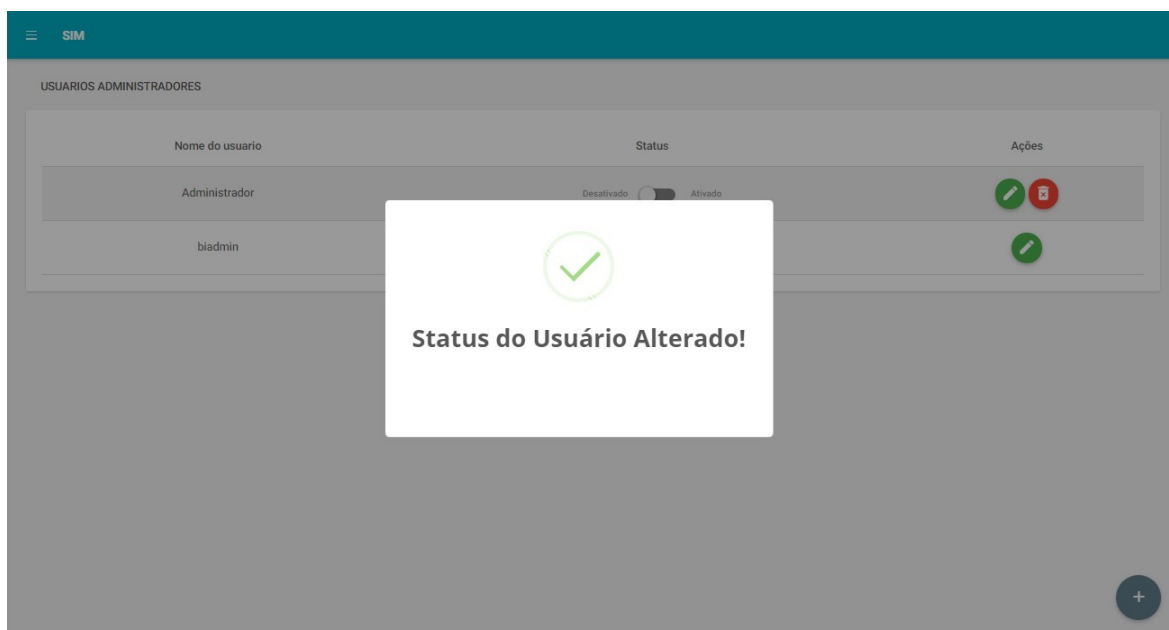 SIM
USUARIOS ADMINISTRADORES
Nome do usuario Status Ações
Administrador Desativado Ativado
biadmin
Status do Usuário Alterado!
+